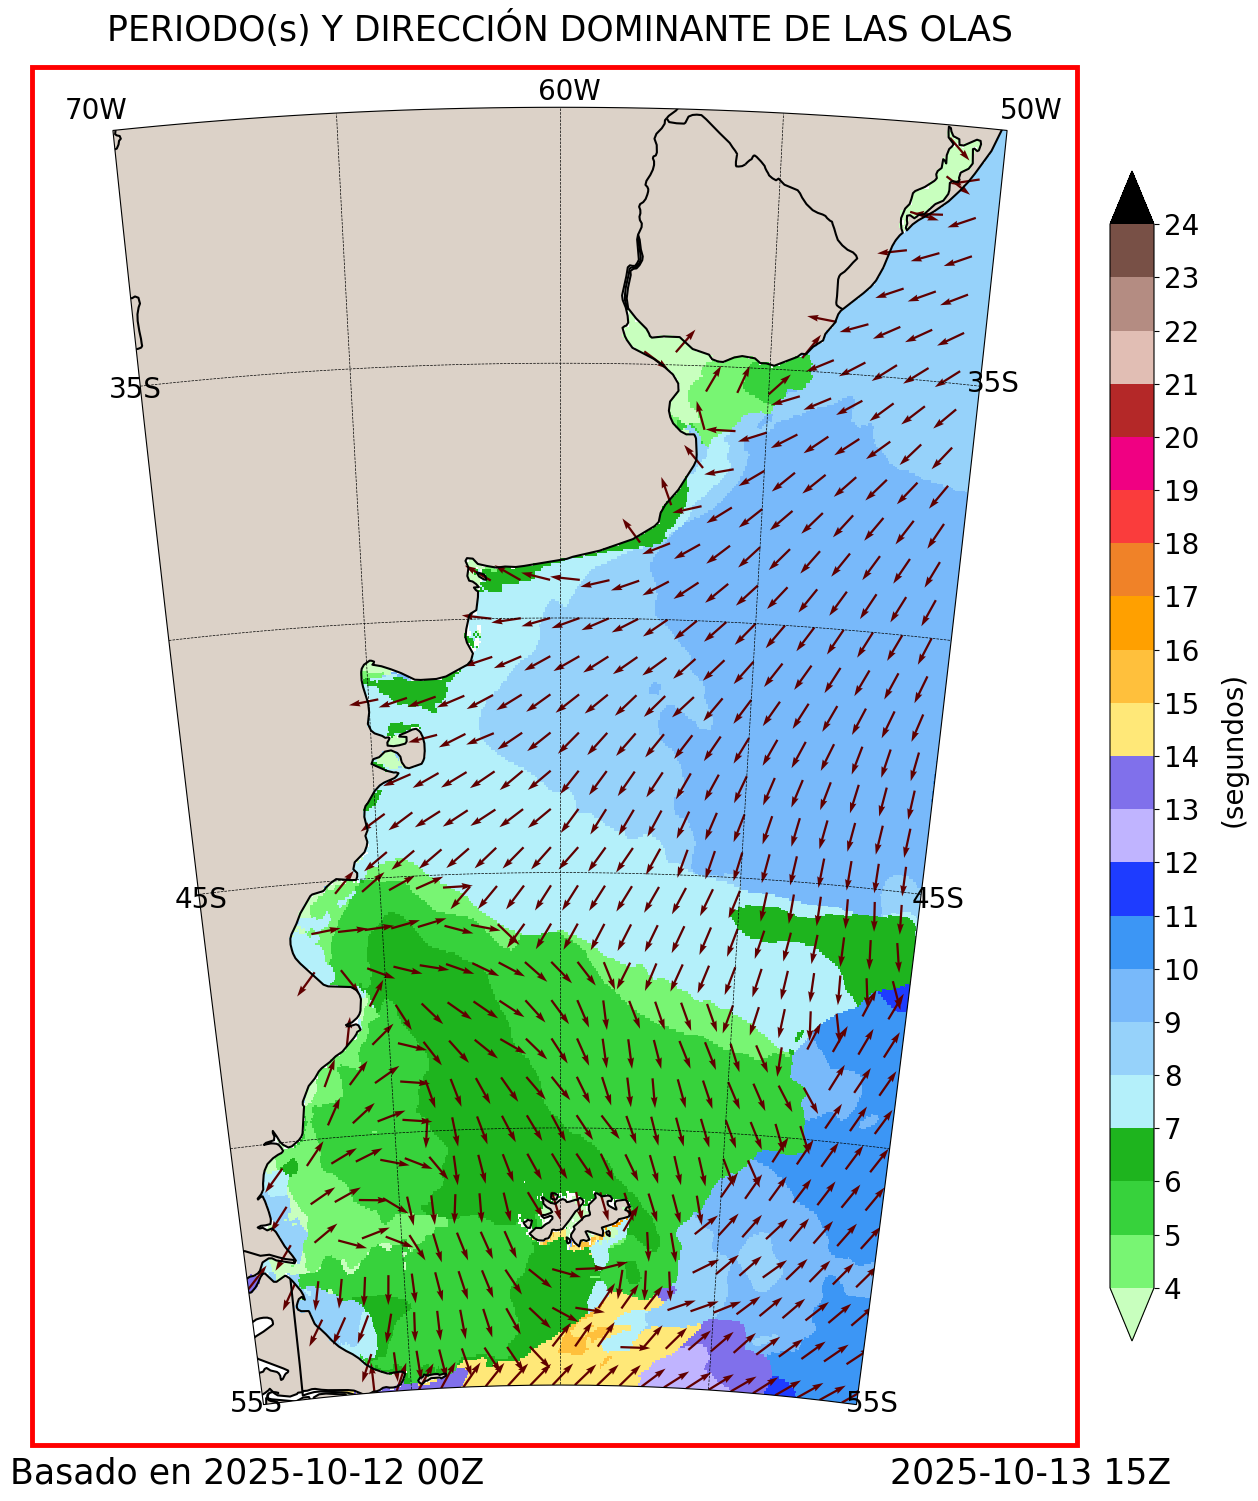 PERIODO(s) Y DIRECCIÓN DOMINANTE DE LAS OLAS
70W
60W
50W
35S
35S
45S
45S
55S
55S
24
23
22
21
20
19
18
17
16
15
14
13
12
11
10
9
8
7
6
5
4
(segundos)
Basado en 2025-10-12 00Z
2025-10-13 15Z